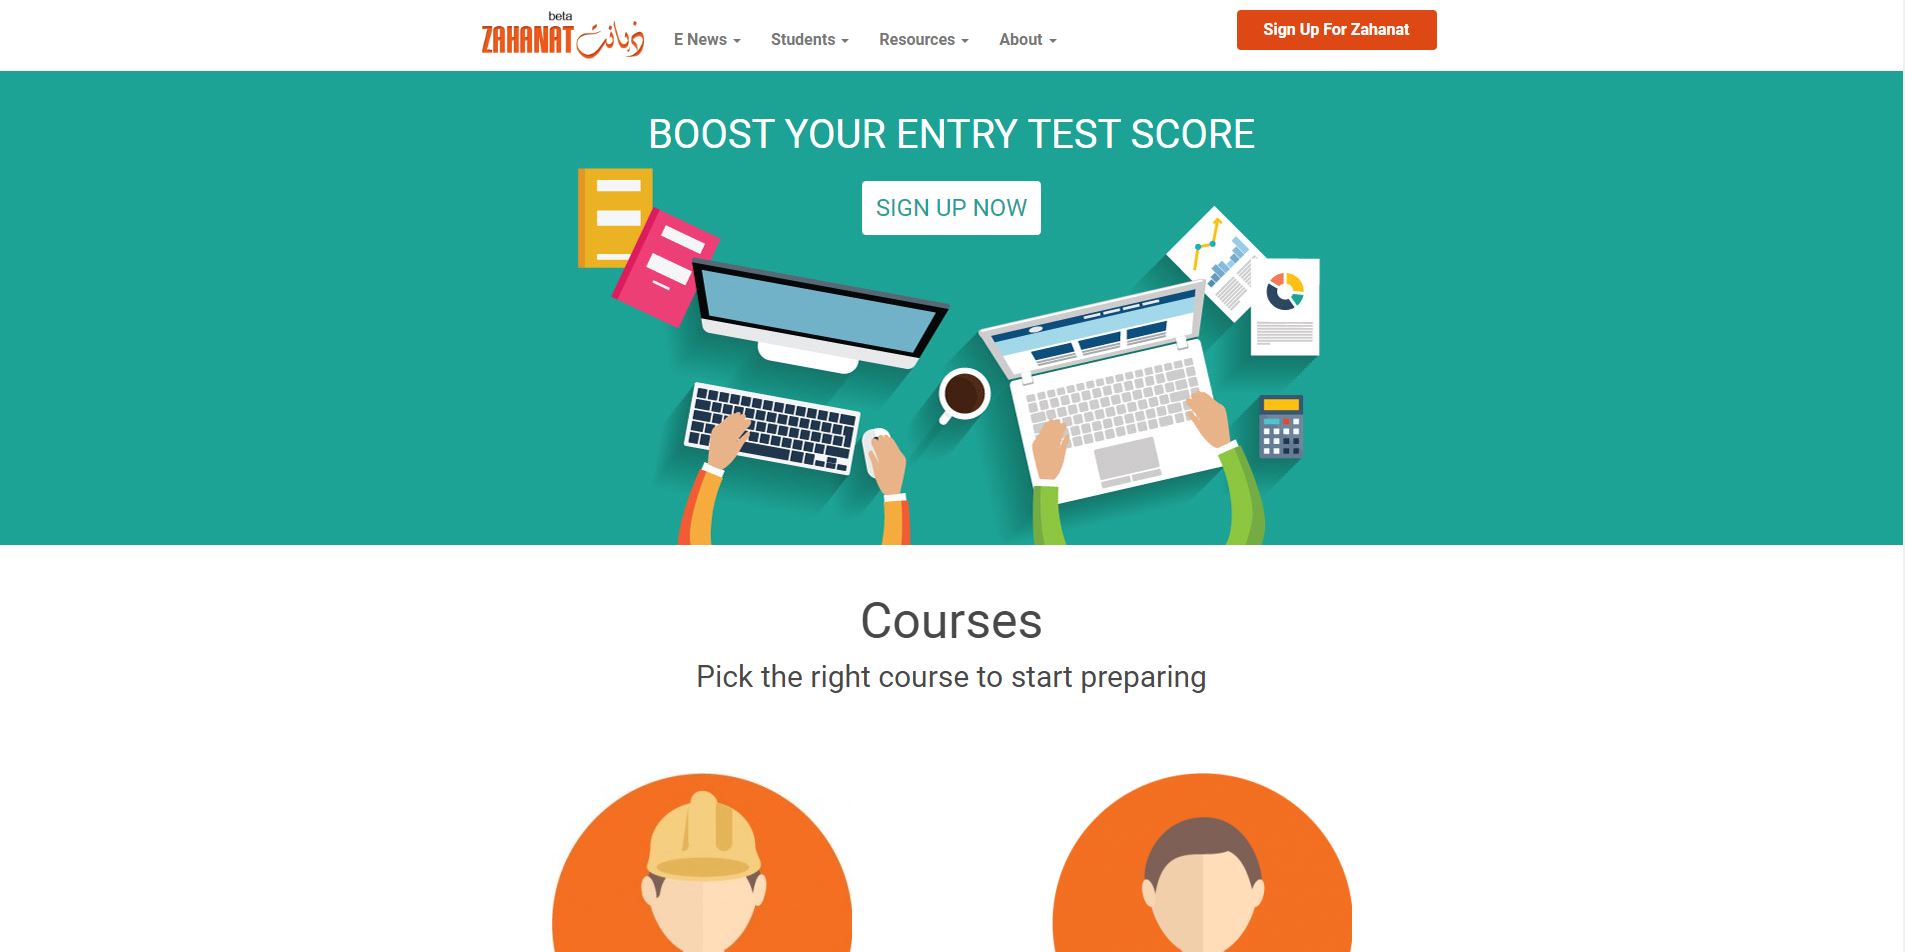 beta
ZAHANAT ذہانت
E News
Students
Resources
About
Sign Up For Zahanat
BOOST YOUR ENTRY TEST SCORE
SIGN UP NOW
Courses
Pick the right course to start preparing